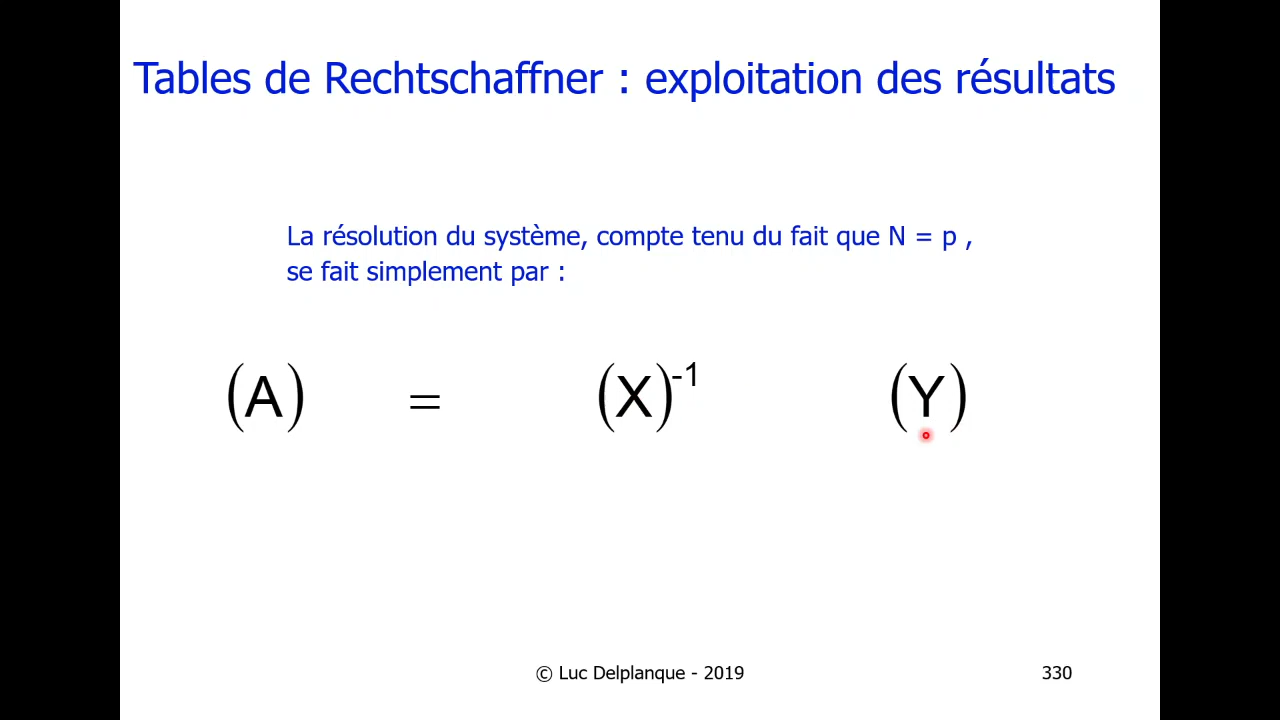 Tables de Rechtschaffner : exploitation des résultats
La résolution du système, compte tenu du fait que N = p ,
se fait simplement par :
(A) = (X)⁻¹ (Y)
© Luc Delplanque - 2019 330